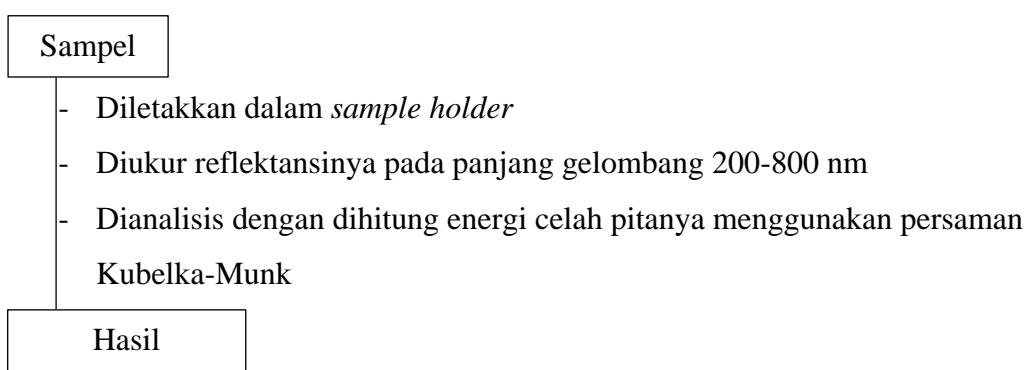 Sampel
- Diletakkan dalam sample holder
- Diukur reflektansinya pada panjang gelombang 200-800 nm
- Dianalisis dengan dihitung energi celah pitanya menggunakan persaman
Kubelka-Munk
Hasil